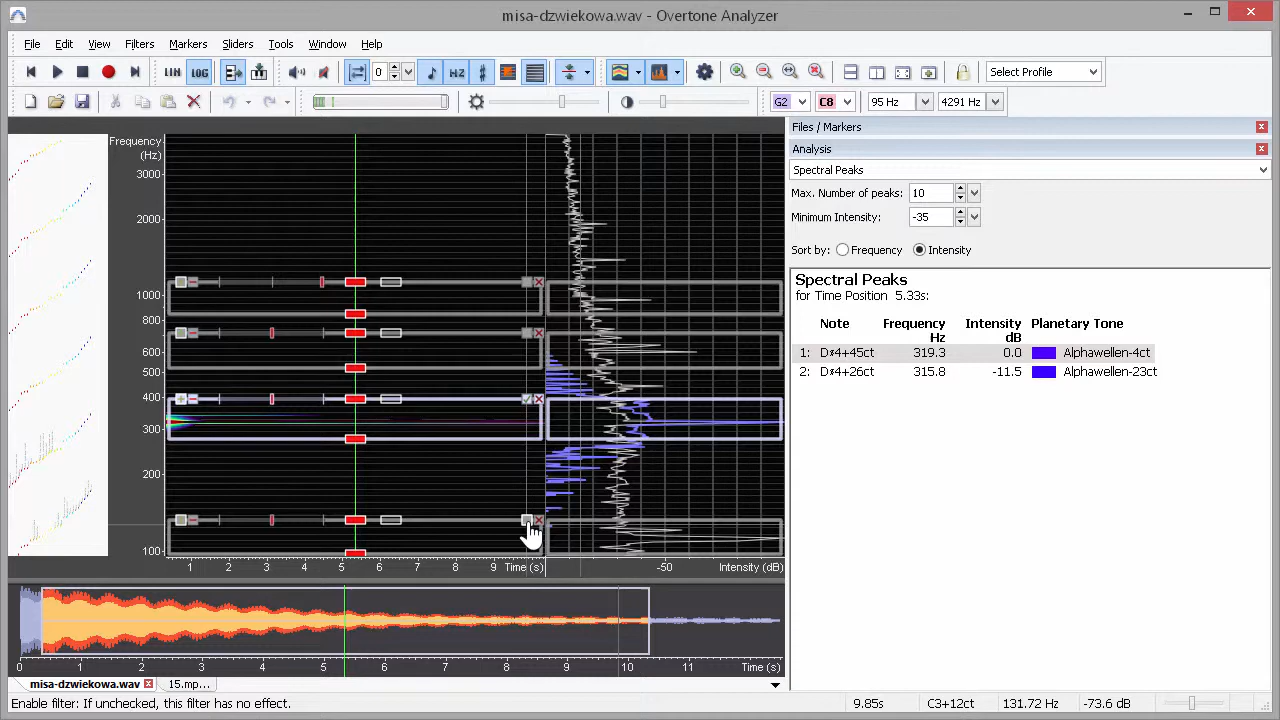 misa-dzwiekowa.wav - Overtone Analyzer
File Edit View Filters Markers Sliders Tools Window Help
LIN LOG 0 HZ Select Profile
G2 C8 95 Hz 4291 Hz
Frequency
(Hz)
3000
2000
1000
800
600
500
400
300
200
100
1 2 3 4 5 6 7 8 9 Time (s)
-50 Intensity (dB)
0 1 2 3 4 5 6 7 8 9 10 11 Time (s)
misa-dzwiekowa.wav 15.mp...
Files / Markers
Analysis
Spectral Peaks
Max. Number of peaks: 10
Minimum Intensity: -35
Sort by: Frequency Intensity
Spectral Peaks
for Time Position 5.33s:
Note Frequency Intensity Planetary Tone
Hz dB
1: D♯4+45ct 319.3 0.0 Alphawellen-4ct
2: D♯4+26ct 315.8 -11.5 Alphawellen-23ct
Enable filter: If unchecked, this filter has no effect. 9.85s C3+12ct 131.72 Hz -73.6 dB